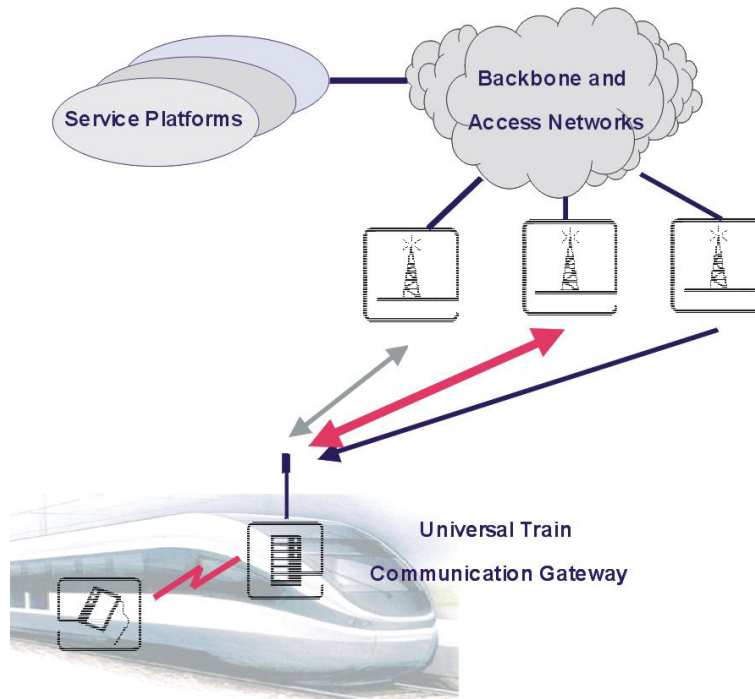 Backbone and
Service Platforms
Access Networks
Universal Train
Communication Gateway